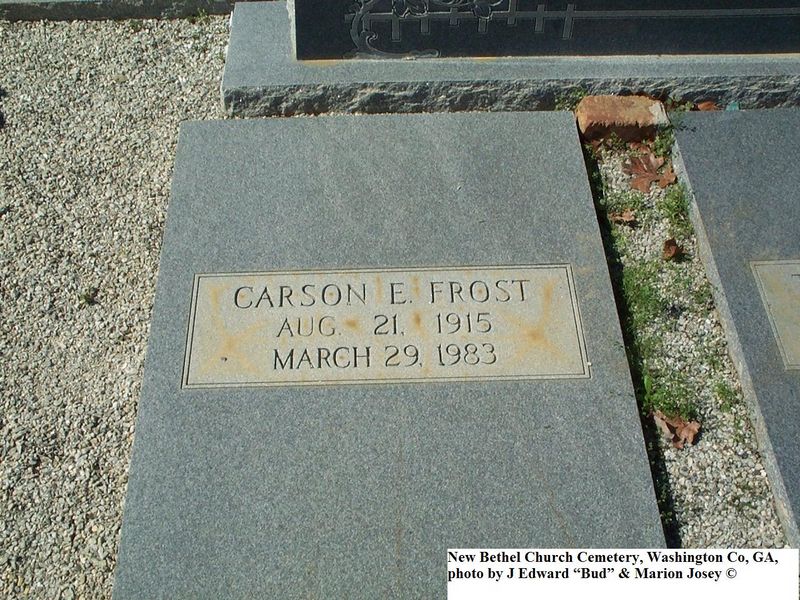 CARSON E. FROST
AUG. 21, 1915
MARCH 29, 1983
New Bethel Church Cemetery, Washington Co, GA,
photo by J Edward “Bud” & Marion Josey ©